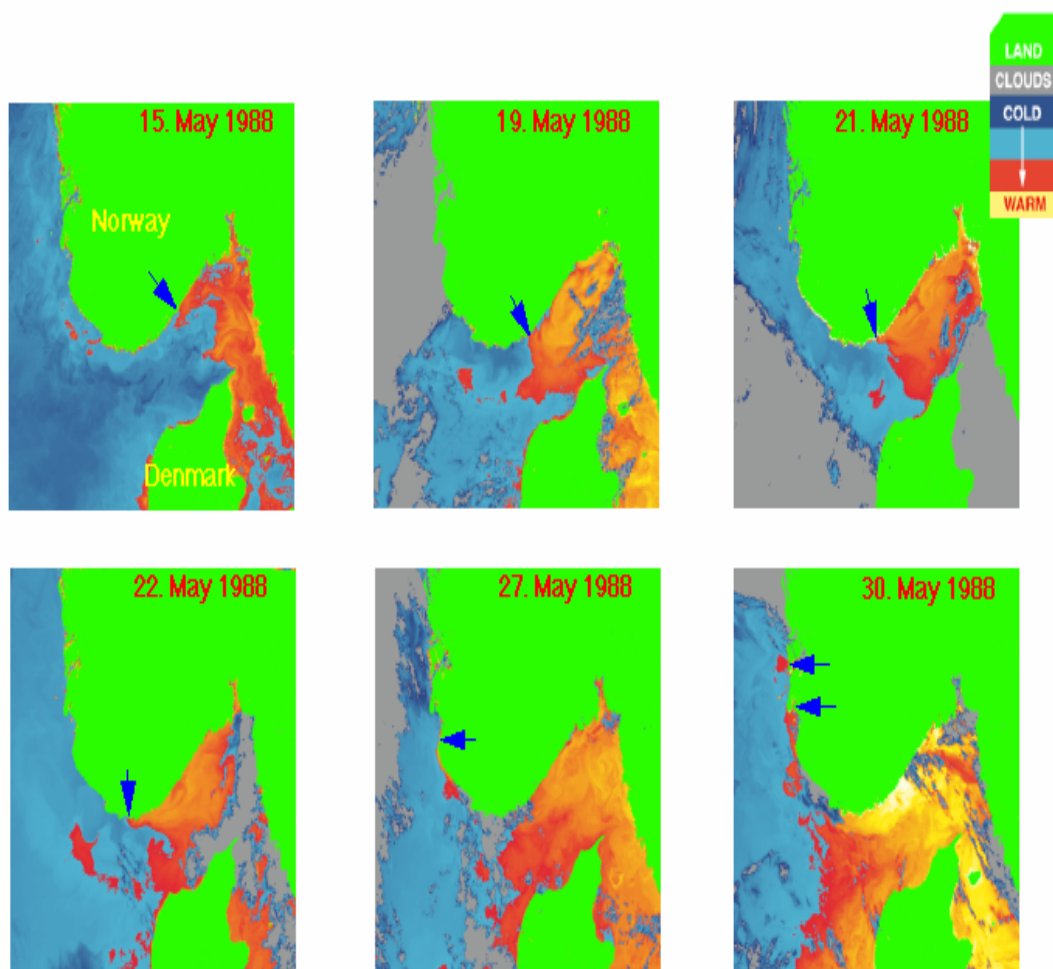 LAND
CLOUDS
COLD
WARM
15. May 1988
19. May 1988
21. May 1988
Norway
Denmark
22. May 1988
27. May 1988
30. May 1988